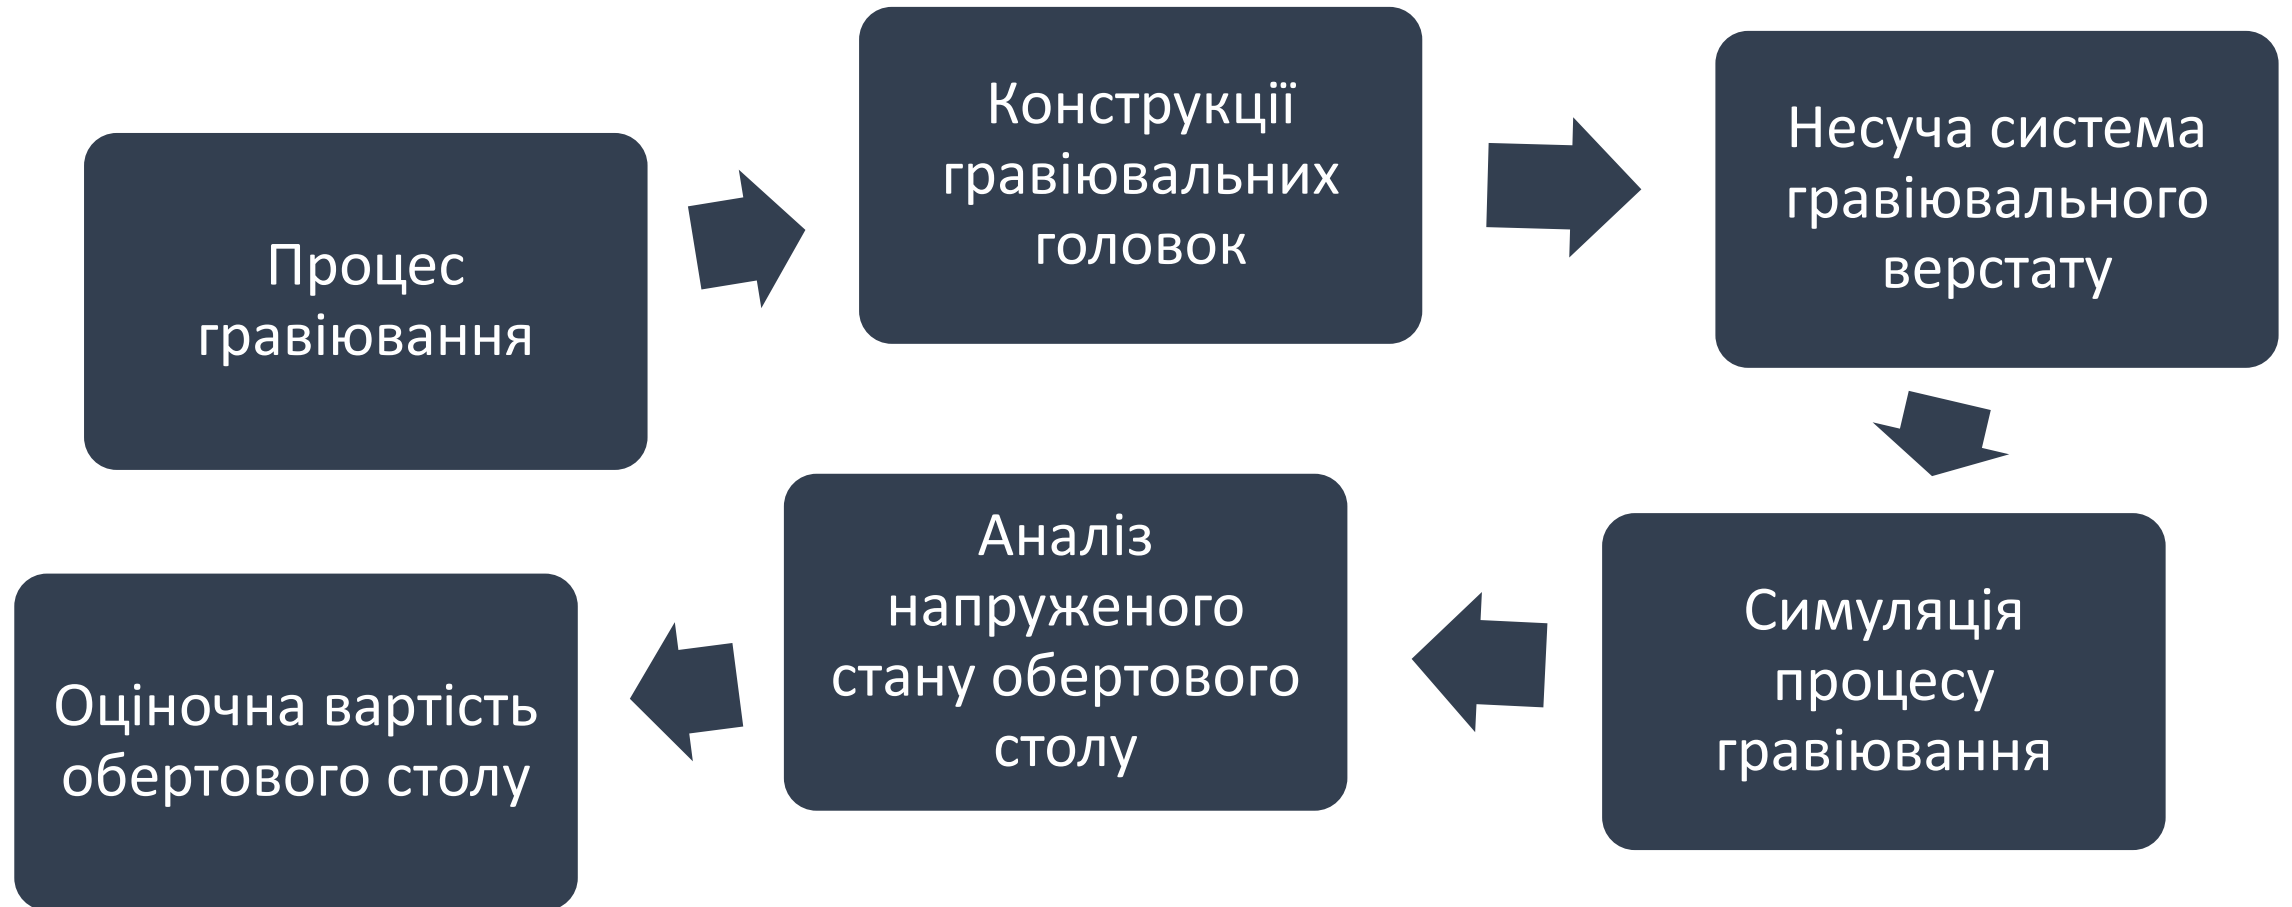 Процес
гравіювання
Конструкції
гравіювальних
головок
Несуча система
гравіювального
верстату
Симуляція
процесу
гравіювання
Аналіз
напруженого
стану обертового
столу
Оціночна вартість
обертового столу